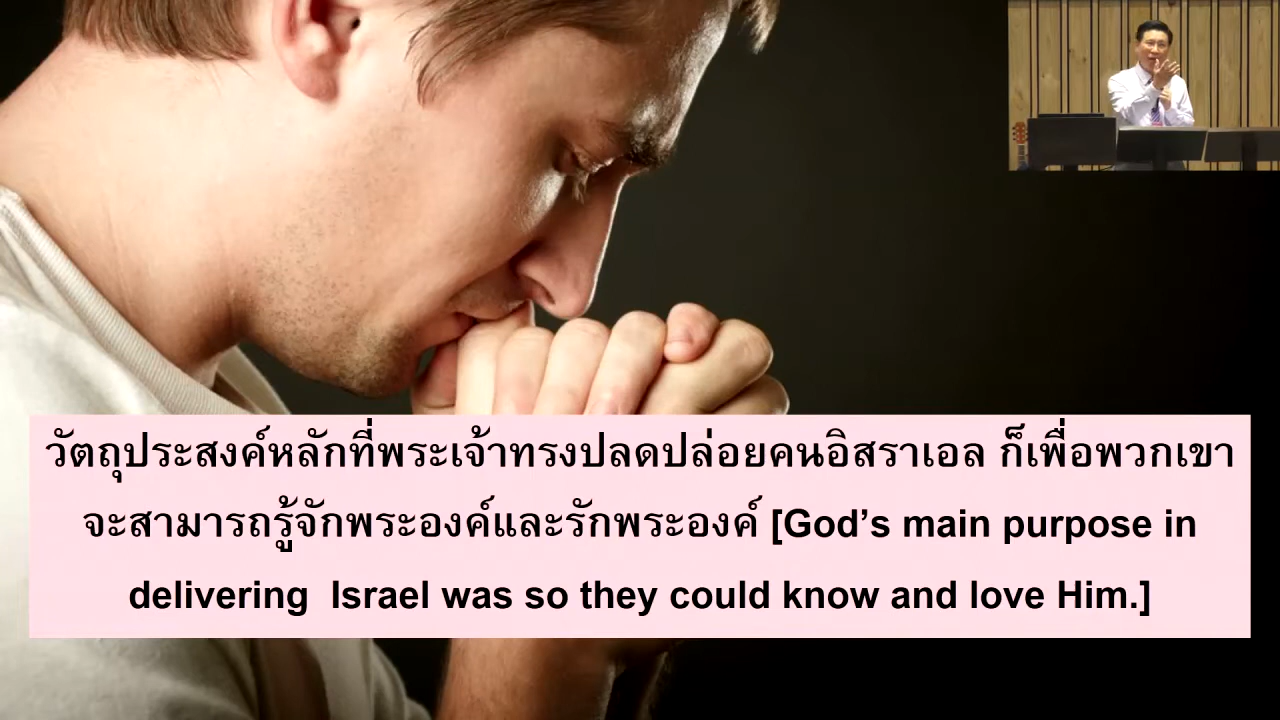 วัตถุประสงค์หลักที่พระเจ้าทรงปลดปล่อยคนอิสราเอล ก็เพื่อพวกเขา
จะสามารถรู้จักพระองค์และรักพระองค์ [God’s main purpose in
delivering  Israel was so they could know and love Him.]